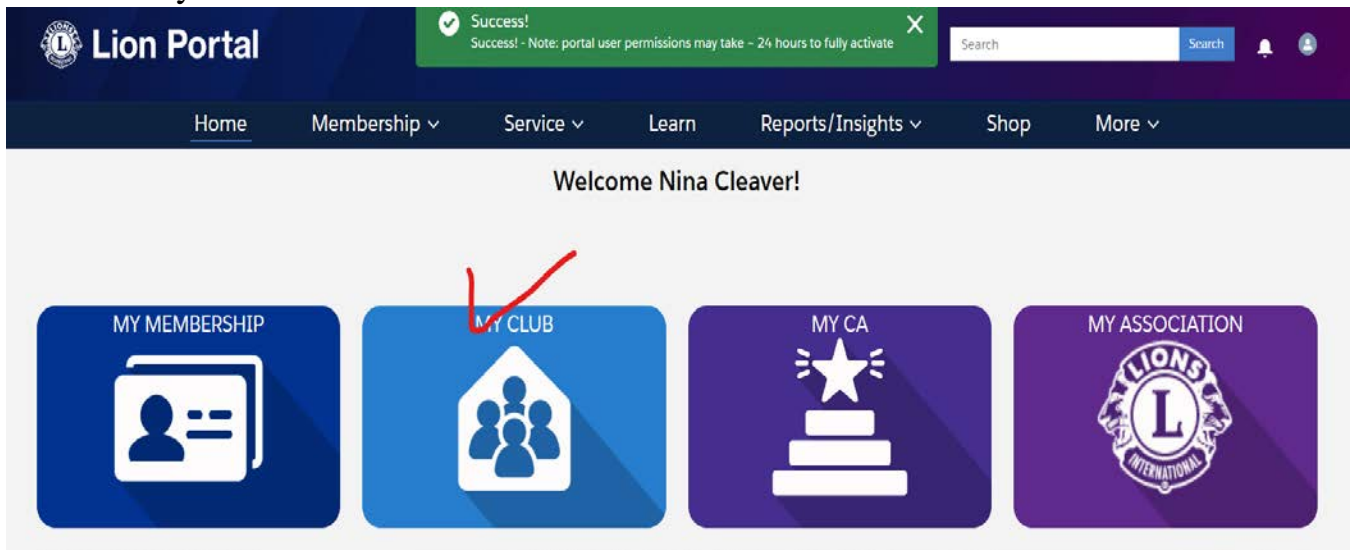 Success!
Success! - Note: portal user permissions may take ~ 24 hours to fully activate
X
Lion Portal
Search
Search
Home Membership Service Learn Reports/Insights Shop More
Welcome Nina Cleaver!
MY MEMBERSHIP
MY CLUB
MY CA
MY ASSOCIATION
LIONS
L
INTERNATIONAL